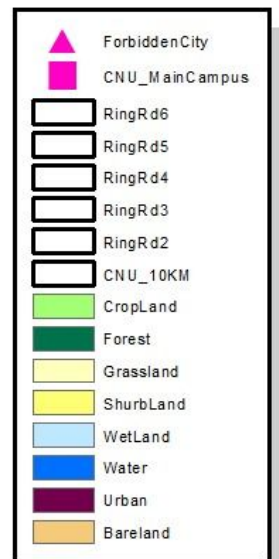 ForbiddenCity
CNU_MainCampus
RingRd6
RingRd5
RingRd4
RingRd3
RingRd2
CNU_10KM
CropLand
Forest
Grassland
ShurbLand
WetLand
Water
Urban
Bareland